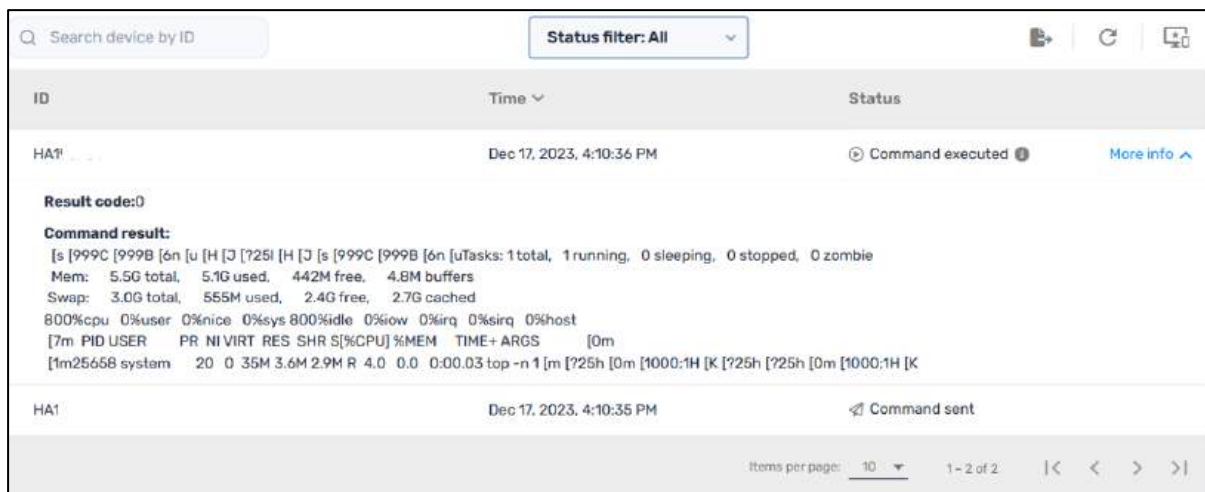 Search device by ID
Status filter: All
ID Time Status
HA1 Dec 17, 2023, 4:10:36 PM Command executed More info
Result code:0
Command result:
[s [999C [999B [6n [u [H [J [?25l [H [J [s [999C [999B [6n [uTasks: 1 total, 1 running, 0 sleeping, 0 stopped, 0 zombie
Mem: 5.5G total, 5.1G used, 442M free, 4.8M buffers
Swap: 3.0G total, 555M used, 2.4G free, 2.7G cached
800%cpu 0%user 0%nice 0%sys 800%idle 0%iow 0%irq 0%sirq 0%host
[7m PID USER PR NI VIRT RES SHR S[%CPU] %MEM TIME+ ARGS [0m
[1m25658 system 20 0 35M 3.6M 2.9M R 4.0 0.0 0:00.03 top -n 1 [m [?25h [0m [1000;1H [K [?25h [?25h [0m [1000;1H [K
HA1 Dec 17, 2023, 4:10:35 PM Command sent
Items per page: 10 1 - 2 of 2